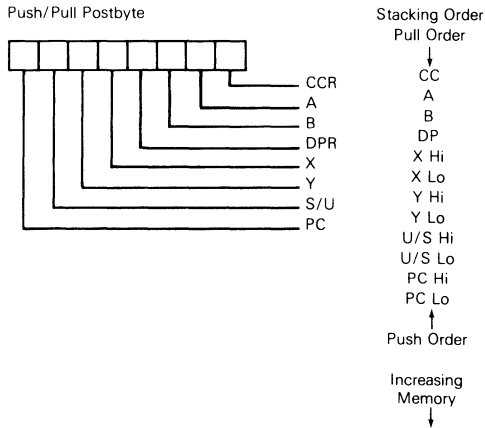 Push/Pull Postbyte
CCR
A
B
DPR
X
Y
S/U
PC
Stacking Order
Pull Order
CC
A
B
DP
X Hi
X Lo
Y Hi
Y Lo
U/S Hi
U/S Lo
PC Hi
PC Lo
Push Order
Increasing
Memory